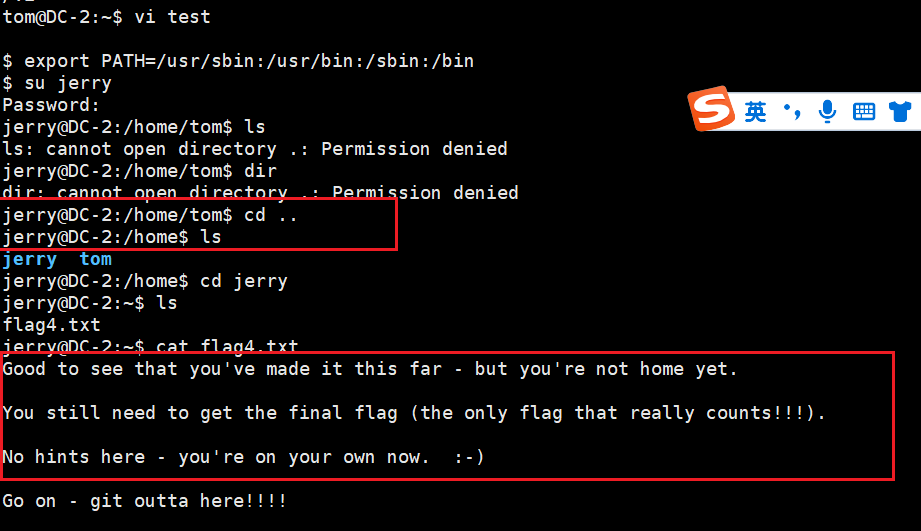 tom@DC-2:~$ vi test
$ export PATH=/usr/sbin:/usr/bin:/sbin:/bin
$ su jerry
Password:
jerry@DC-2:/home/tom$ ls
ls: cannot open directory .: Permission denied
jerry@DC-2:/home/tom$ dir
dir: cannot open directory .: Permission denied
jerry@DC-2:/home/tom$ cd ..
jerry@DC-2:/home$ ls
jerry  tom
jerry@DC-2:/home$ cd jerry
jerry@DC-2:~$ ls
flag4.txt
jerry@DC-2:~$ cat flag4.txt
Good to see that you've made it this far - but you're not home yet.
You still need to get the final flag (the only flag that really counts!!!).
No hints here - you're on your own now.  :-)
Go on - git outta here!!!!
S 英